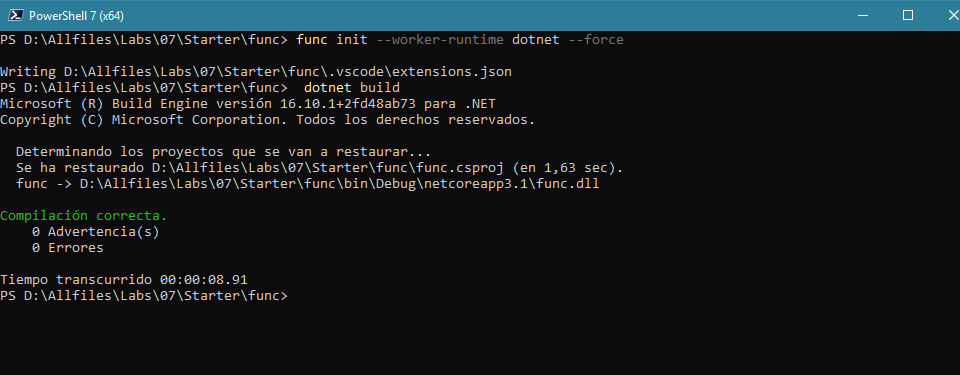 PowerShell 7 (x64)
PS D:\Allfiles\Labs\07\Starter\func> func init --worker-runtime dotnet --force
Writing D:\Allfiles\Labs\07\Starter\func\.vscode\extensions.json
PS D:\Allfiles\Labs\07\Starter\func>  dotnet build
Microsoft (R) Build Engine versión 16.10.1+2fd48ab73 para .NET
Copyright (C) Microsoft Corporation. Todos los derechos reservados.
  Determinando los proyectos que se van a restaurar...
  Se ha restaurado D:\Allfiles\Labs\07\Starter\func\func.csproj (en 1,63 sec).
  func -> D:\Allfiles\Labs\07\Starter\func\bin\Debug\netcoreapp3.1\func.dll
Compilación correcta.
    0 Advertencia(s)
    0 Errores
Tiempo transcurrido 00:00:08.91
PS D:\Allfiles\Labs\07\Starter\func>